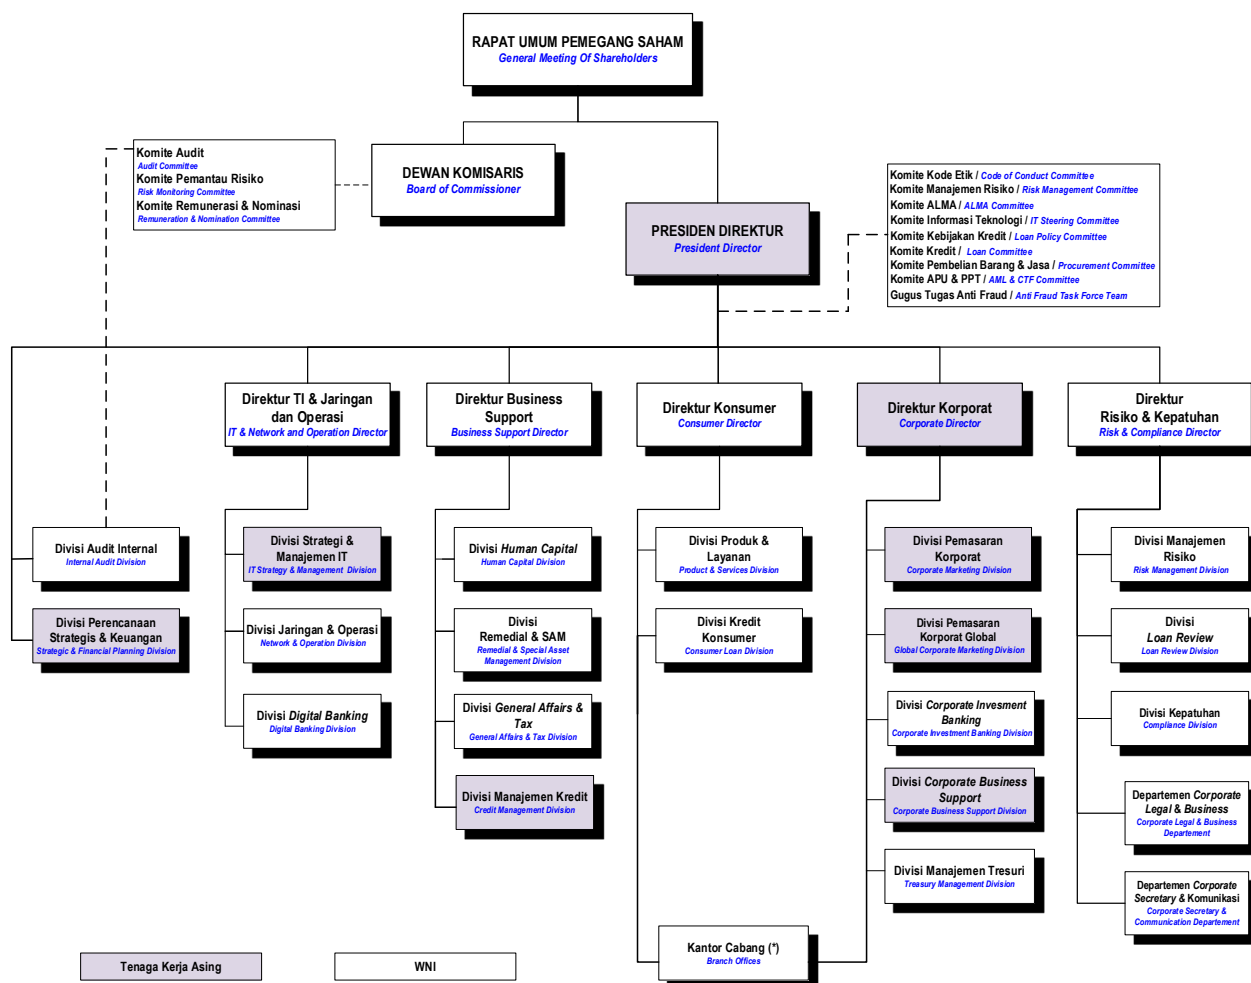 RAPAT UMUM PEMEGANG SAHAM
General Meeting Of Shareholders
Komite Audit
Audit Committee
Komite Pemantau Risiko
Risk Monitoring Committee
Komite Remunerasi & Nominasi
Remuneration & Nomination Committee
DEWAN KOMISARIS
Board of Commissioner
PRESIDEN DIREKTUR
President Director
Komite Kode Etik / Code of Conduct Committee
Komite Manajemen Risiko / Risk Management Committee
Komite ALMA / ALMA Committee
Komite Informasi Teknologi / IT Steering Committee
Komite Kebijakan Kredit / Loan Policy Committee
Komite Kredit / Loan Committee
Komite Pembelian Barang & Jasa / Procurement Committee
Komite APU & PPT / AML & CTF Committee
Gugus Tugas Anti Fraud / Anti Fraud Task Force Team
Direktur TI & Jaringan
dan Operasi
IT & Network and Operation Director
Direktur Business
Support
Business Support Director
Direktur Konsumer
Consumer Director
Direktur Korporat
Corporate Director
Direktur
Risiko & Kepatuhan
Risk & Compliance Director
Divisi Audit Internal
Internal Audit Division
Divisi Perencanaan
Strategis & Keuangan
Strategic & Financial Planning Division
Divisi Strategi &
Manajemen IT
IT Strategy & Management Division
Divisi Jaringan & Operasi
Network & Operation Division
Divisi Digital Banking
Digital Banking Division
Divisi Human Capital
Human Capital Division
Divisi
Remedial & SAM
Remedial & Special Asset
Management Division
Divisi General Affairs &
Tax
General Affairs & Tax Division
Divisi Manajemen Kredit
Credit Management Division
Divisi Produk &
Layanan
Product & Services Division
Divisi Kredit
Konsumer
Consumer Loan Division
Divisi Pemasaran
Korporat
Corporate Marketing Division
Divisi Pemasaran
Korporat Global
Global Corporate Marketing Division
Divisi Corporate Invesment
Banking
Corporate Investment Banking Division
Divisi Corporate Business
Support
Corporate Business Support Division
Divisi Manajemen Tresuri
Treasury Management Division
Divisi Manajemen
Risiko
Risk Management Division
Divisi
Loan Review
Loan Review Division
Divisi Kepatuhan
Compliance Division
Departemen Corporate
Legal & Business
Corporate Legal & Business
Departement
Departemen Corporate
Secretary & Komunikasi
Corporate Secretary &
Communication Departement
Kantor Cabang (*)
Branch Offices
Tenaga Kerja Asing
WNI